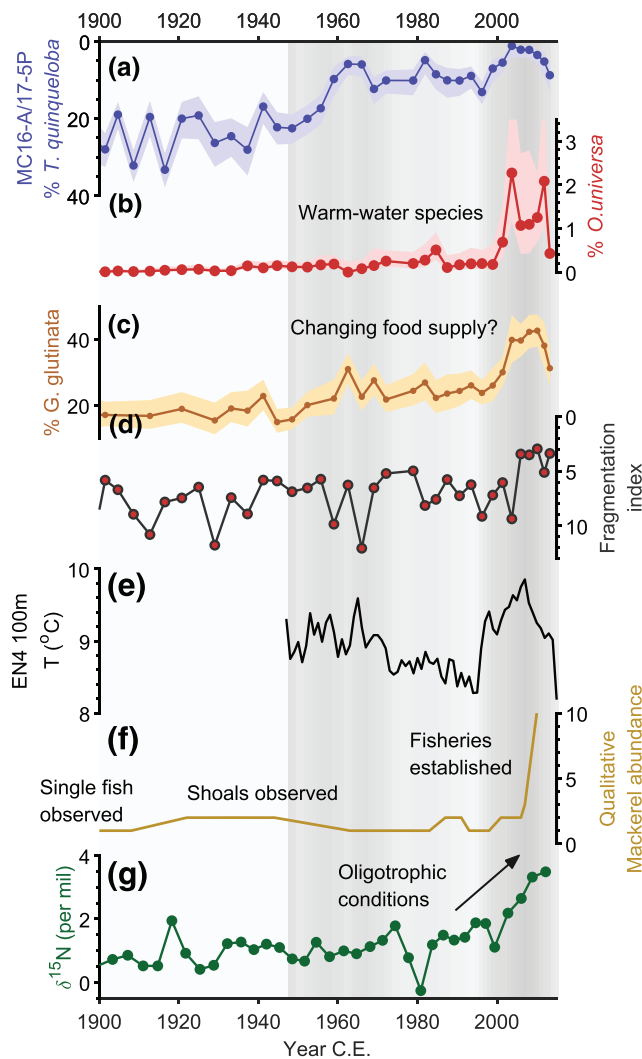 1900 1920 1940 1960 1980 2000
(a)
MC16-A/17-5P
% T. quinqueloba
0
20
40
(b)
Warm-water species
3
2
1
0
% O.universa
(c)
Changing food supply?
% G. glutinata
40
20
(d)
0
5
10
Fragmentation
index
(e)
EN4 100m
T (°C)
10
9
8
(f)
Single fish
observed
Shoals observed
Fisheries
established
10
5
0
Qualitative
Mackerel abundance
(g)
Oligotrophic
conditions
δ15N (per mil)
4
2
0
1900 1920 1940 1960 1980 2000
Year C.E.